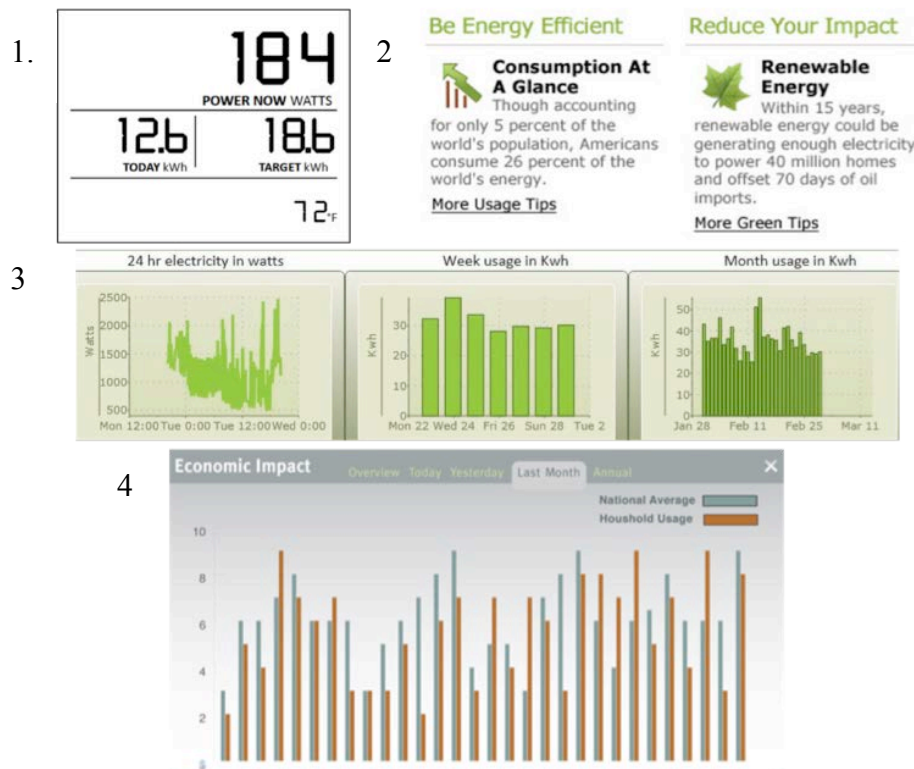 1.
184
POWER NOW WATTS
12.6
18.6
TODAY kWh
TARGET kWh
72°F
2
Be Energy Efficient
Consumption At
A Glance
Though accounting
for only 5 percent of the
world's population, Americans
consume 26 percent of the
world's energy.
More Usage Tips
Reduce Your Impact
Renewable
Energy
Within 15 years,
renewable energy could be
generating enough electricity
to power 40 million homes
and offset 70 days of oil
imports.
More Green Tips
3
24 hr electricity in watts
Watts
2500
2000
1500
1000
500
Mon 12:00 Tue 0:00 Tue 12:00 Wed 0:00
Week usage in Kwh
Kwh
30
20
10
0
Mon 22 Wed 24 Fri 26 Sun 28 Tue 2
Month usage in Kwh
Kwh
50
40
30
20
10
0
Jan 28 Feb 11 Feb 25 Mar 11
4
Economic Impact
Overview Today Yesterday Last Month Annual
National Average
Houshold Usage
10
8
6
4
2